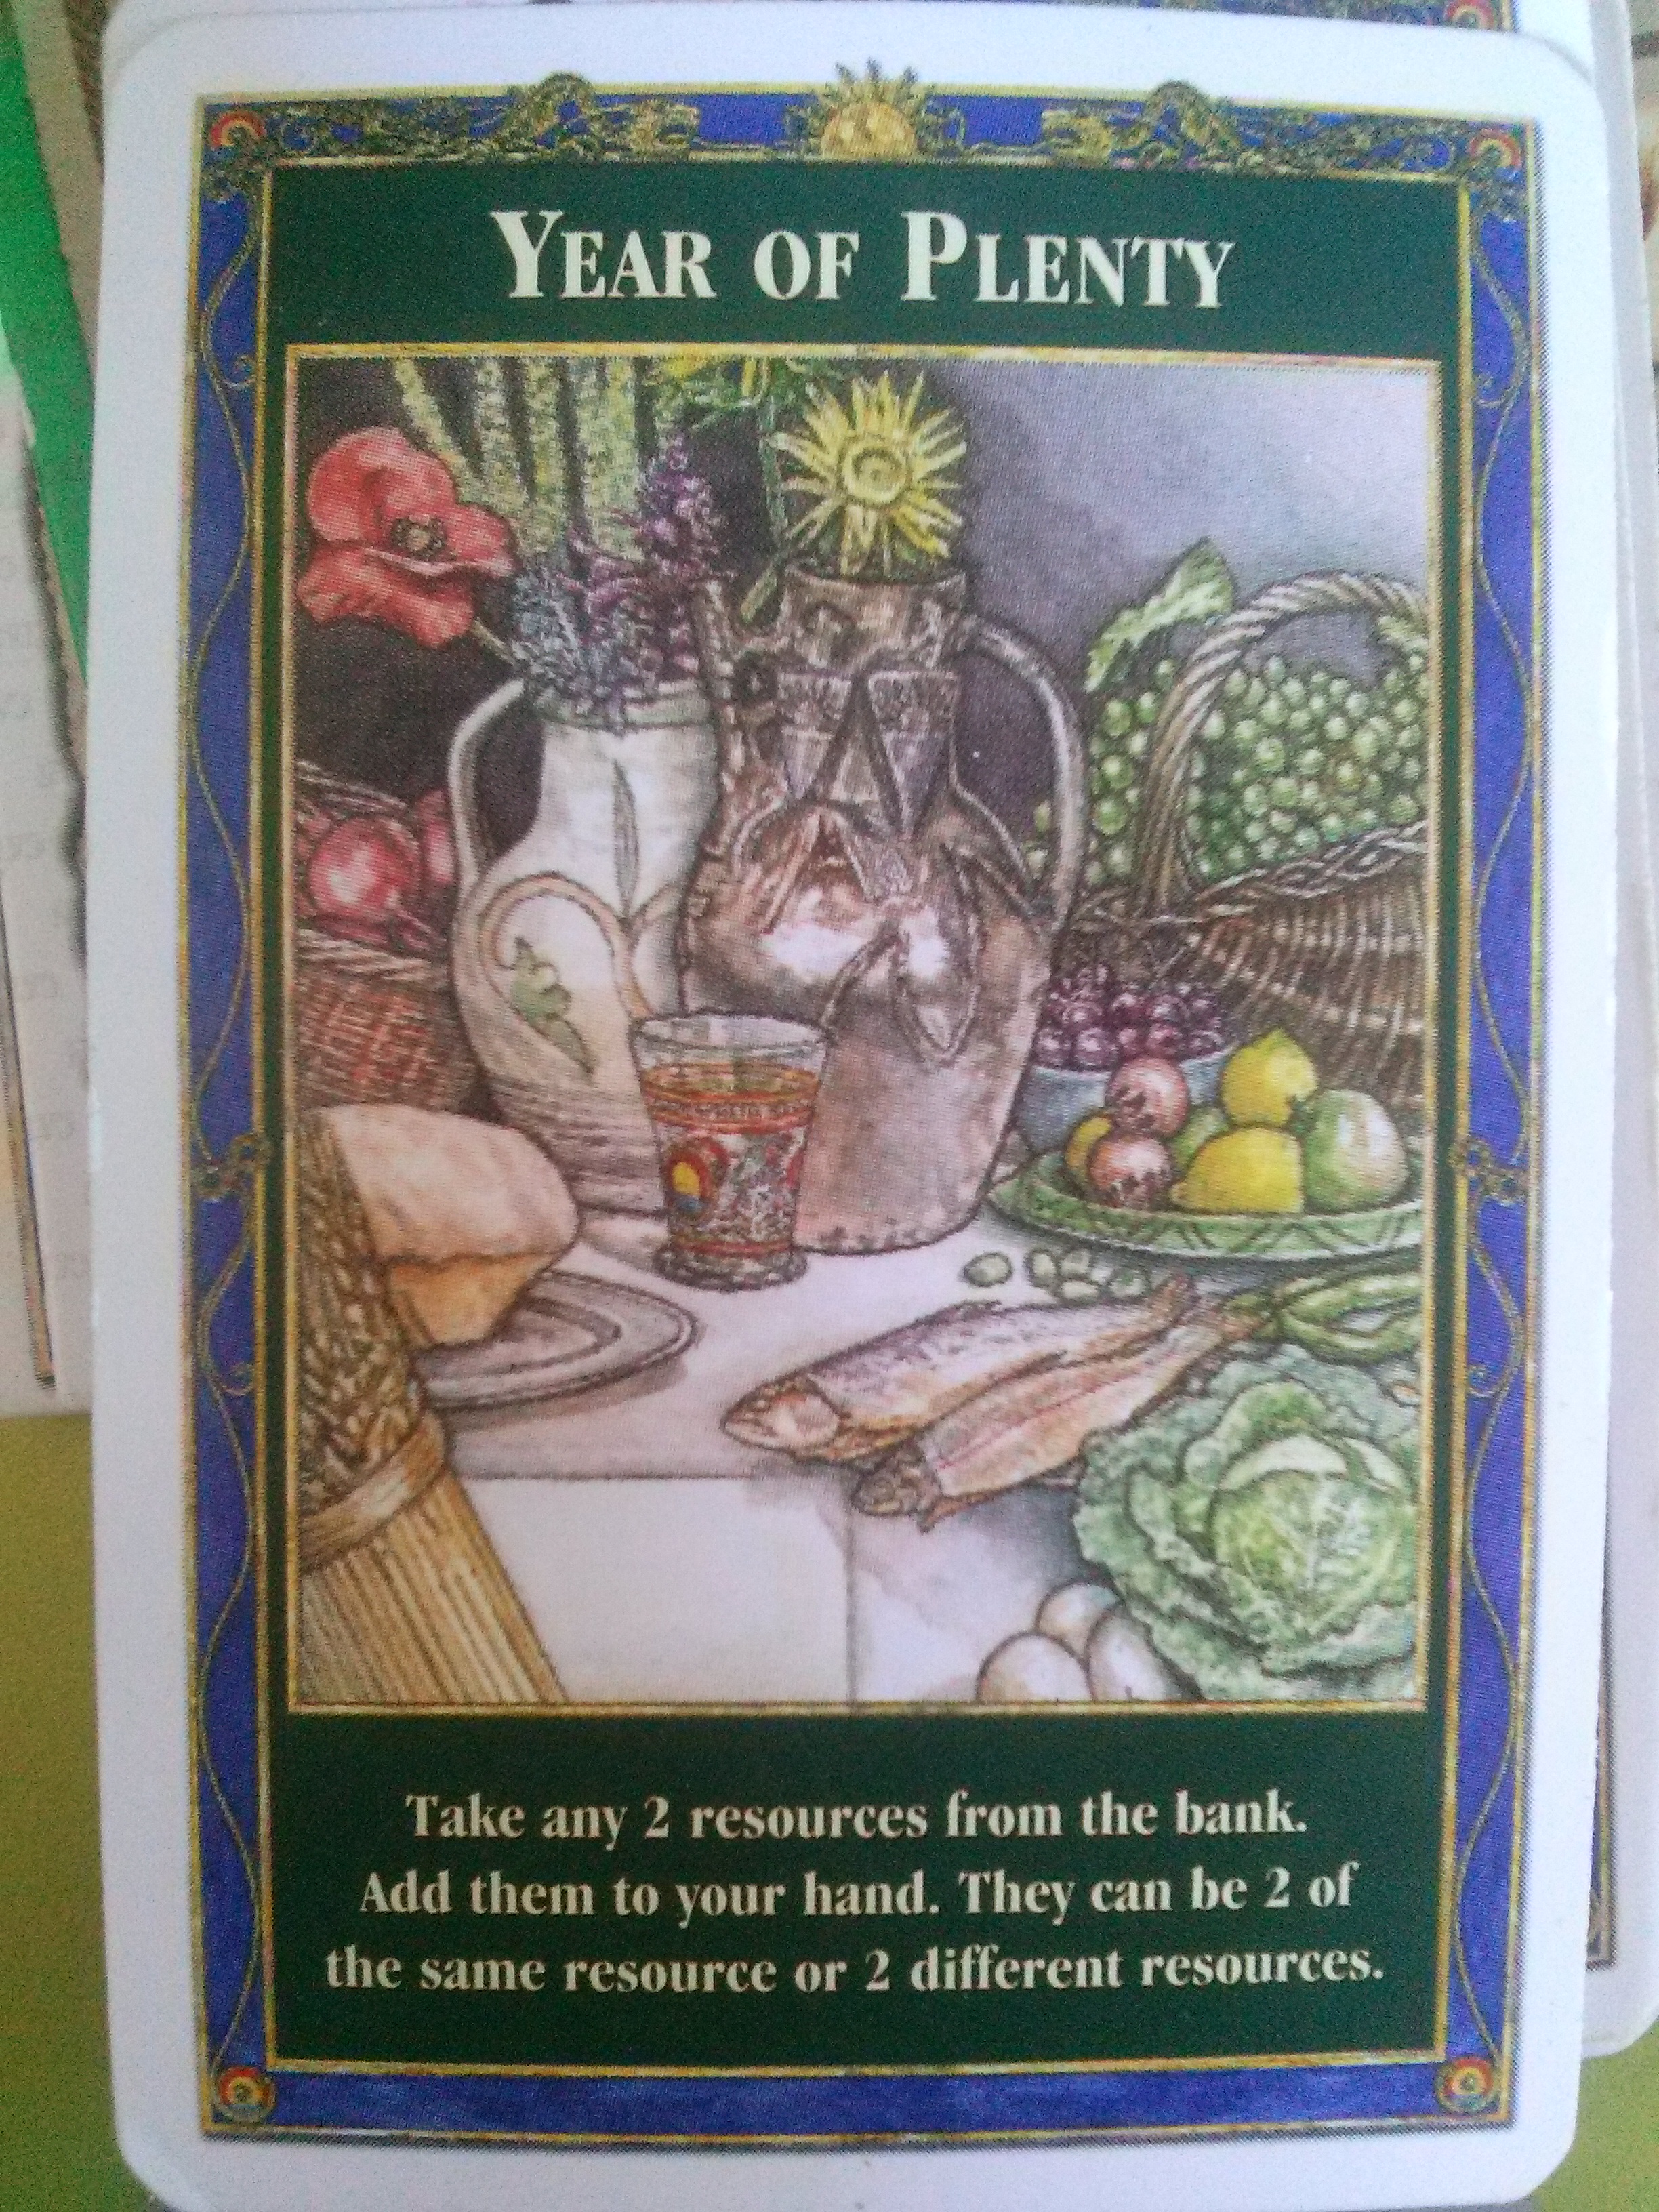 YEAR OF PLENTY
Take any 2 resources from the bank.
Add them to your hand. They can be 2 of
the same resource or 2 different resources.